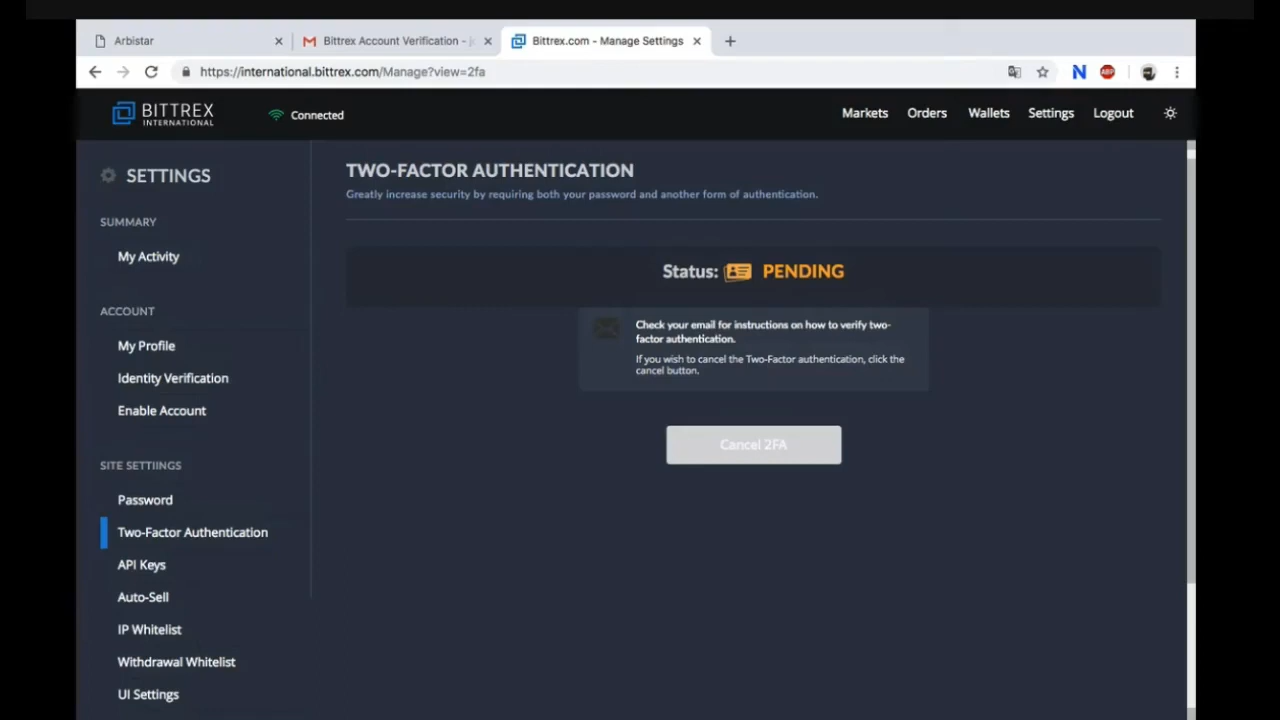 Arbistar
Bittrex Account Verification -
Bittrex.com - Manage Settings
https://international.bittrex.com/Manage?view=2fa
ABP
BITTREX
INTERNATIONAL
Connected
Markets
Orders
Wallets
Settings
Logout
SETTINGS
SUMMARY
My Activity
ACCOUNT
My Profile
Identity Verification
Enable Account
SITE SETTIINGS
Password
Two-Factor Authentication
API Keys
Auto-Sell
IP Whitelist
Withdrawal Whitelist
UI Settings
TWO-FACTOR AUTHENTICATION
Greatly increase security by requiring both your password and another form of authentication.
Status: PENDING
Check your email for instructions on how to verify two-
factor authentication.
If you wish to cancel the Two-Factor authentication, click the
cancel button.
Cancel 2FA